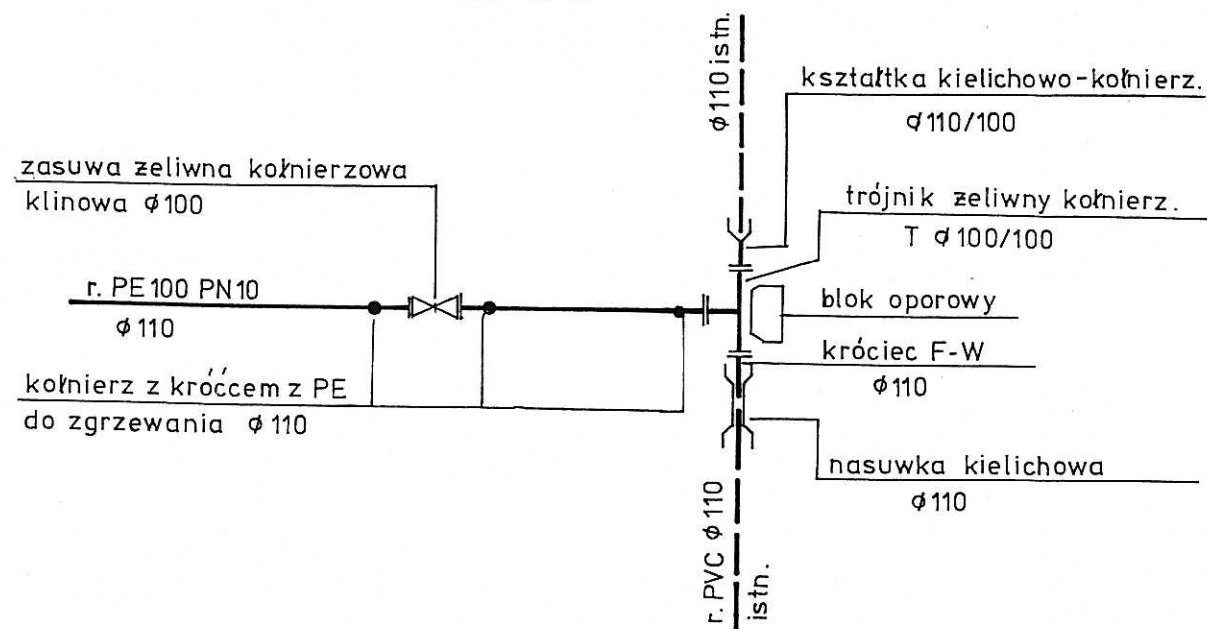 φ110 istn.
kształtka kielichowo-kołnierz.
φ110/100
zasuwa żeliwna kołnierzowa
klinowa φ100
trójnik żeliwny kołnierz.
T φ100/100
r. PE100 PN10
φ110
blok oporowy
króciec F-W
φ110
kołnierz z króćcem z PE
do zgrzewania φ110
nasuwka kielichowa
φ110
r. PVC φ110
istn.